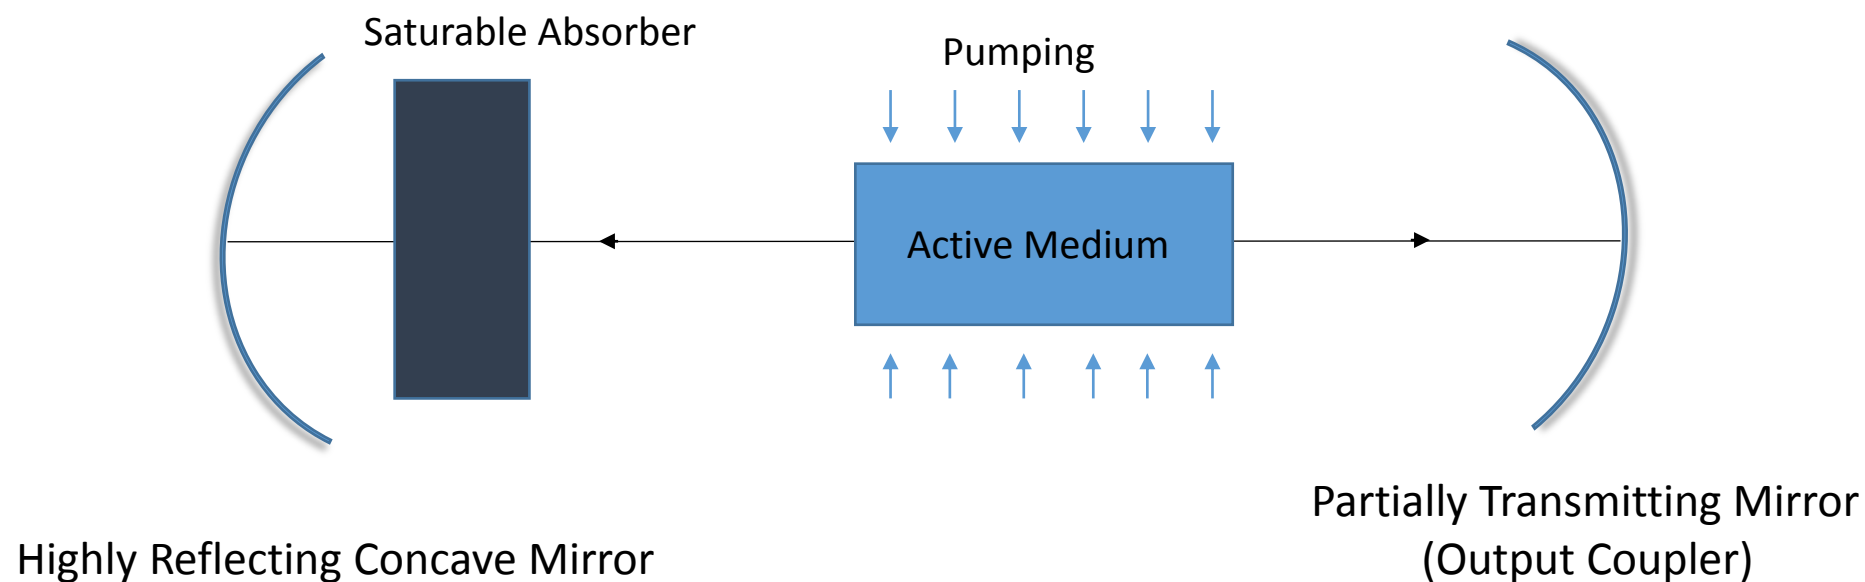 Saturable Absorber
Pumping
Active Medium
Partially Transmitting Mirror
(Output Coupler)
Highly Reflecting Concave Mirror